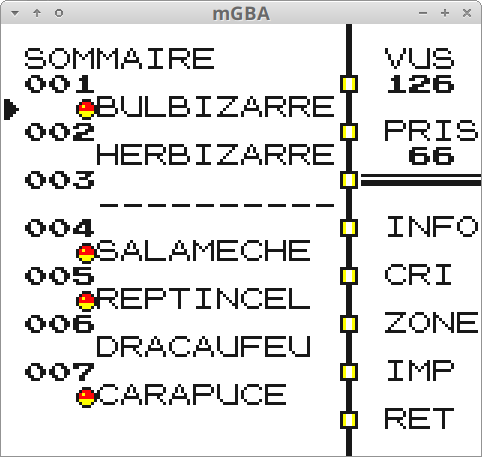 mGBA
SOMMAIRE
001
BULBIZARRE
002
HERBIZARRE
003
----------
004
SALAMECHE
005
REPTINCEL
006
DRACAUFEU
007
CARAPUCE
VUS
126
PRIS
66
INFO
CRI
ZONE
IMP
RET